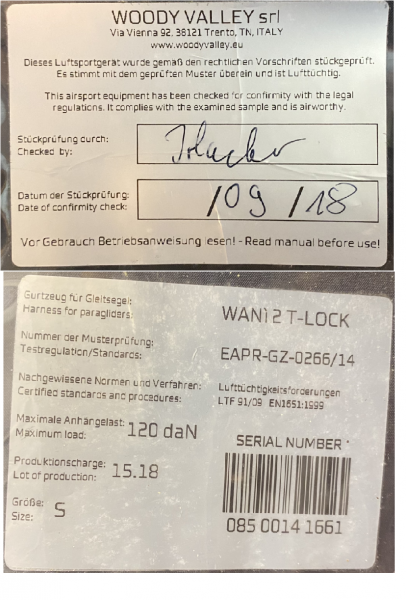 WOODY VALLEY srl
Via Vienna 92, 38121 Trento, TN, ITALY
www.woodyvalley.eu
Dieses Luftsportgerät wurde gemäß den rechtlichen Vorschriften stückgeprüft.
Es stimmt mit dem geprüften Muster überein und ist Lufttüchtig.
This airsport equipment has been checked for confirmity with the legal
regulations. It complies with the examined sample and is airworthy.
Stückprüfung durch:
Checked by:
Datum der Stückprüfung:
Date of confirmity check:
/09/18
Vor Gebrauch Betriebsanweisung lesen! - Read manual before use!
Gurtzeug für Gleitsegel:
Harness for paragliders:
WANI 2 T-LOCK
Nummer der Musterprüfung:
Testregulation/Standards:
EAPR-GZ-0266/14
Nachgewiesene Normen und Verfahren:
Certified standards and procedures:
Lufttüchtigkeitsforderungen
LTF 91/09 EN1651:1999
Maximale Anhängelast:
Maximum load:
120 daN
SERIAL NUMBER
Produktionscharge:
Lot of production:
15.18
Größe:
Size:
S
085 0014 1661